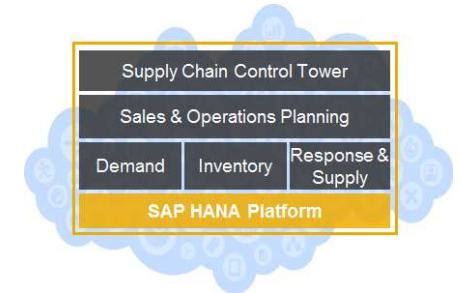 Supply Chain Control Tower
Sales & Operations Planning
Demand
Inventory
Response &
Supply
SAP HANA Platform